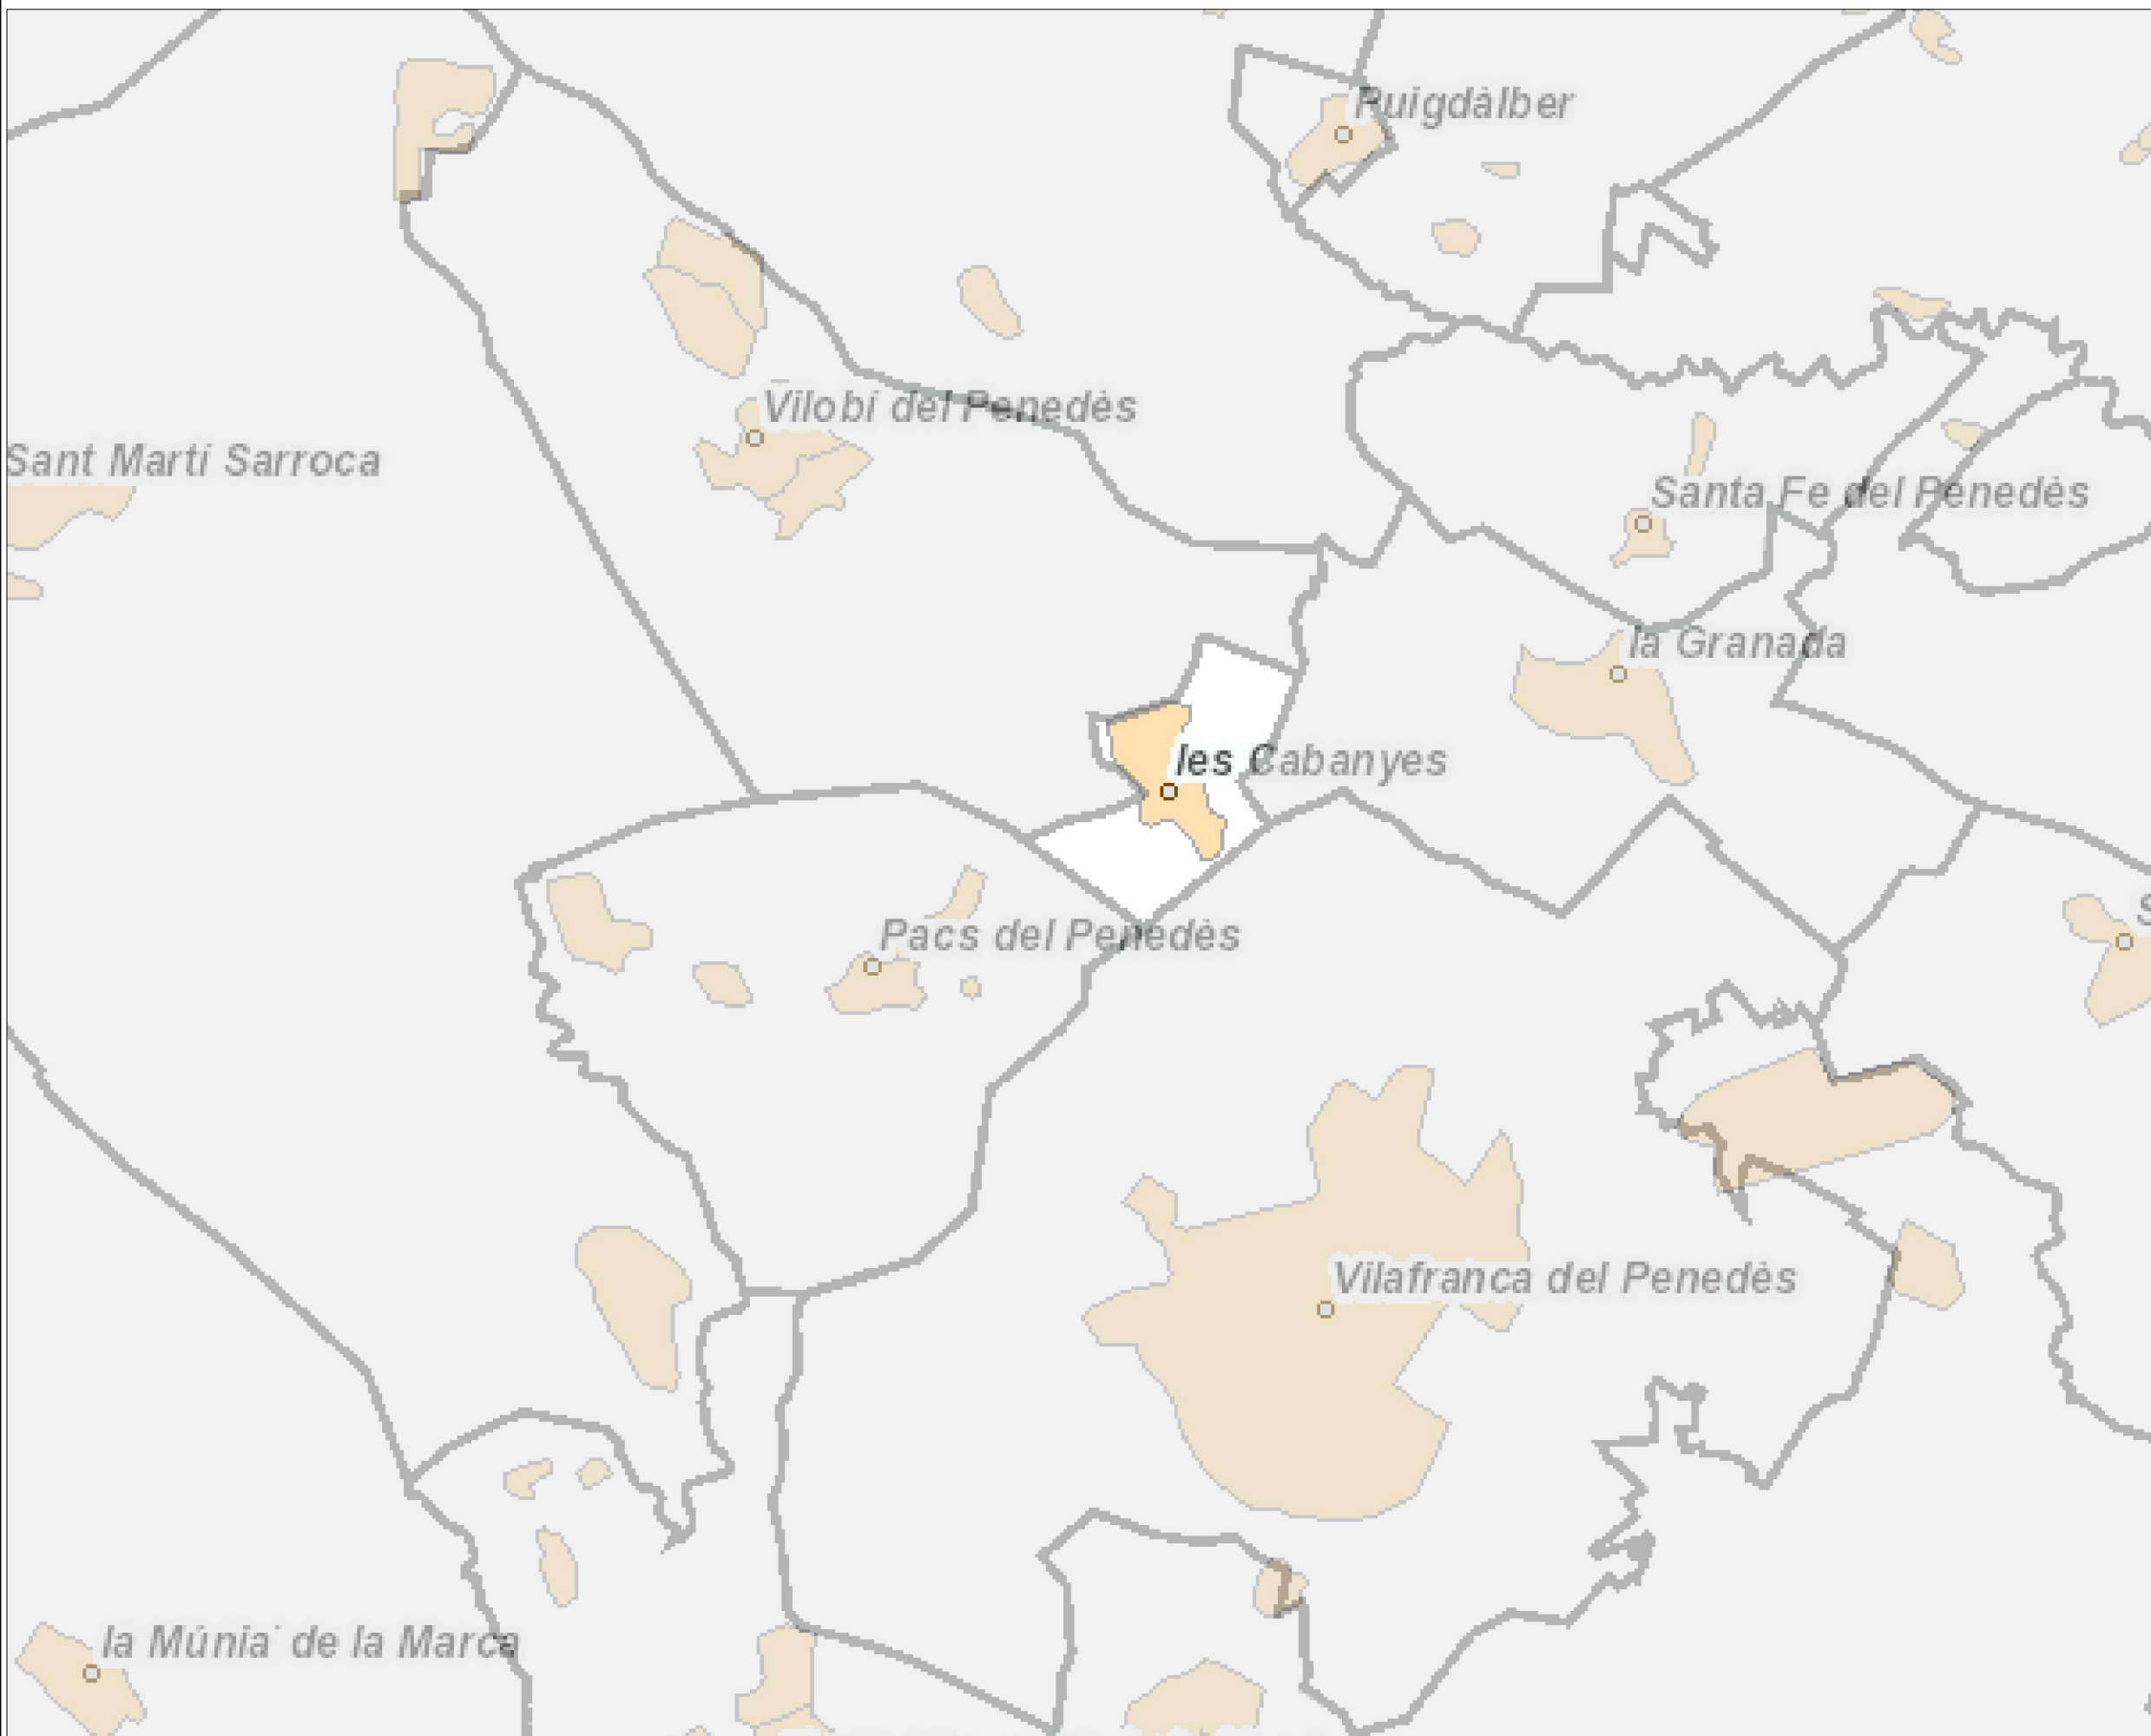 Puigdàlber
Vilobí del Penedès
Sant Martí Sarroca
Santa Fe del Penedès
la Granada
les Cabanyes
S
Pacs del Penedès
Vilafranca del Penedès
la Múnia de la Marca